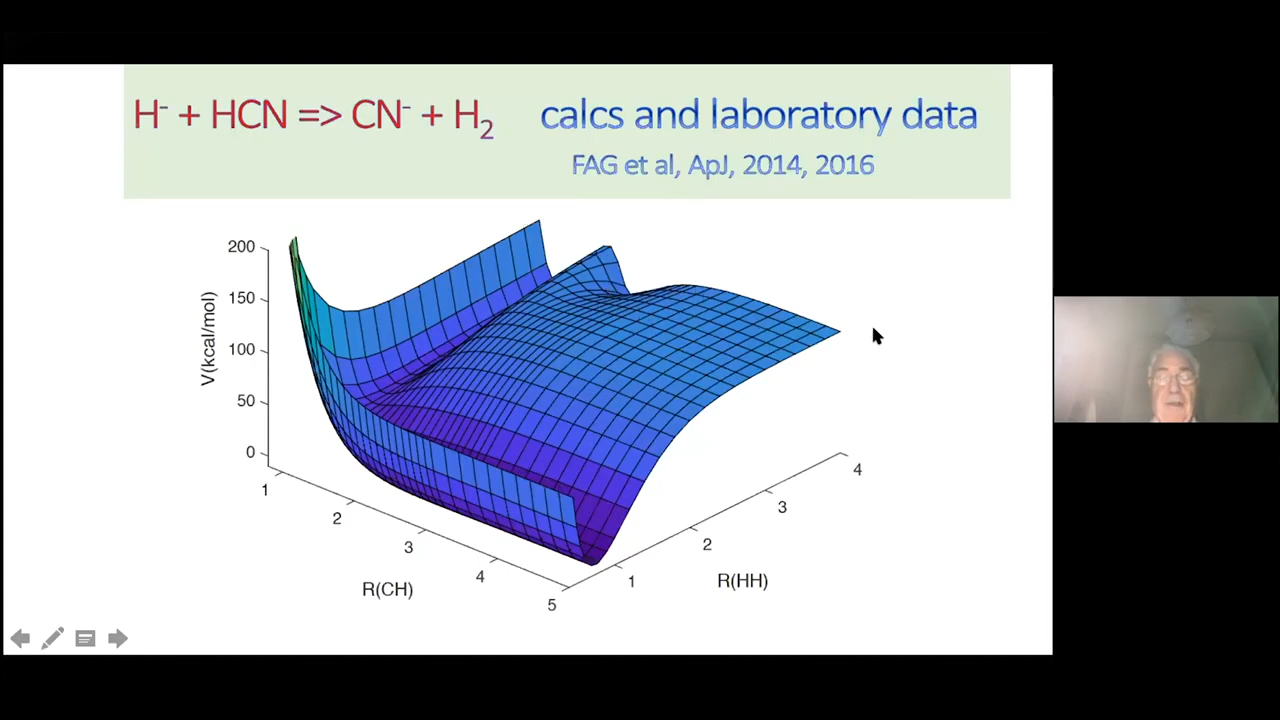 H⁻ + HCN => CN⁻ + H₂ calcs and laboratory data
FAG et al, ApJ, 2014, 2016
V(kcal/mol)
200
150
100
50
0
1
2
3
4
5
R(CH)
1
2
3
4
R(HH)